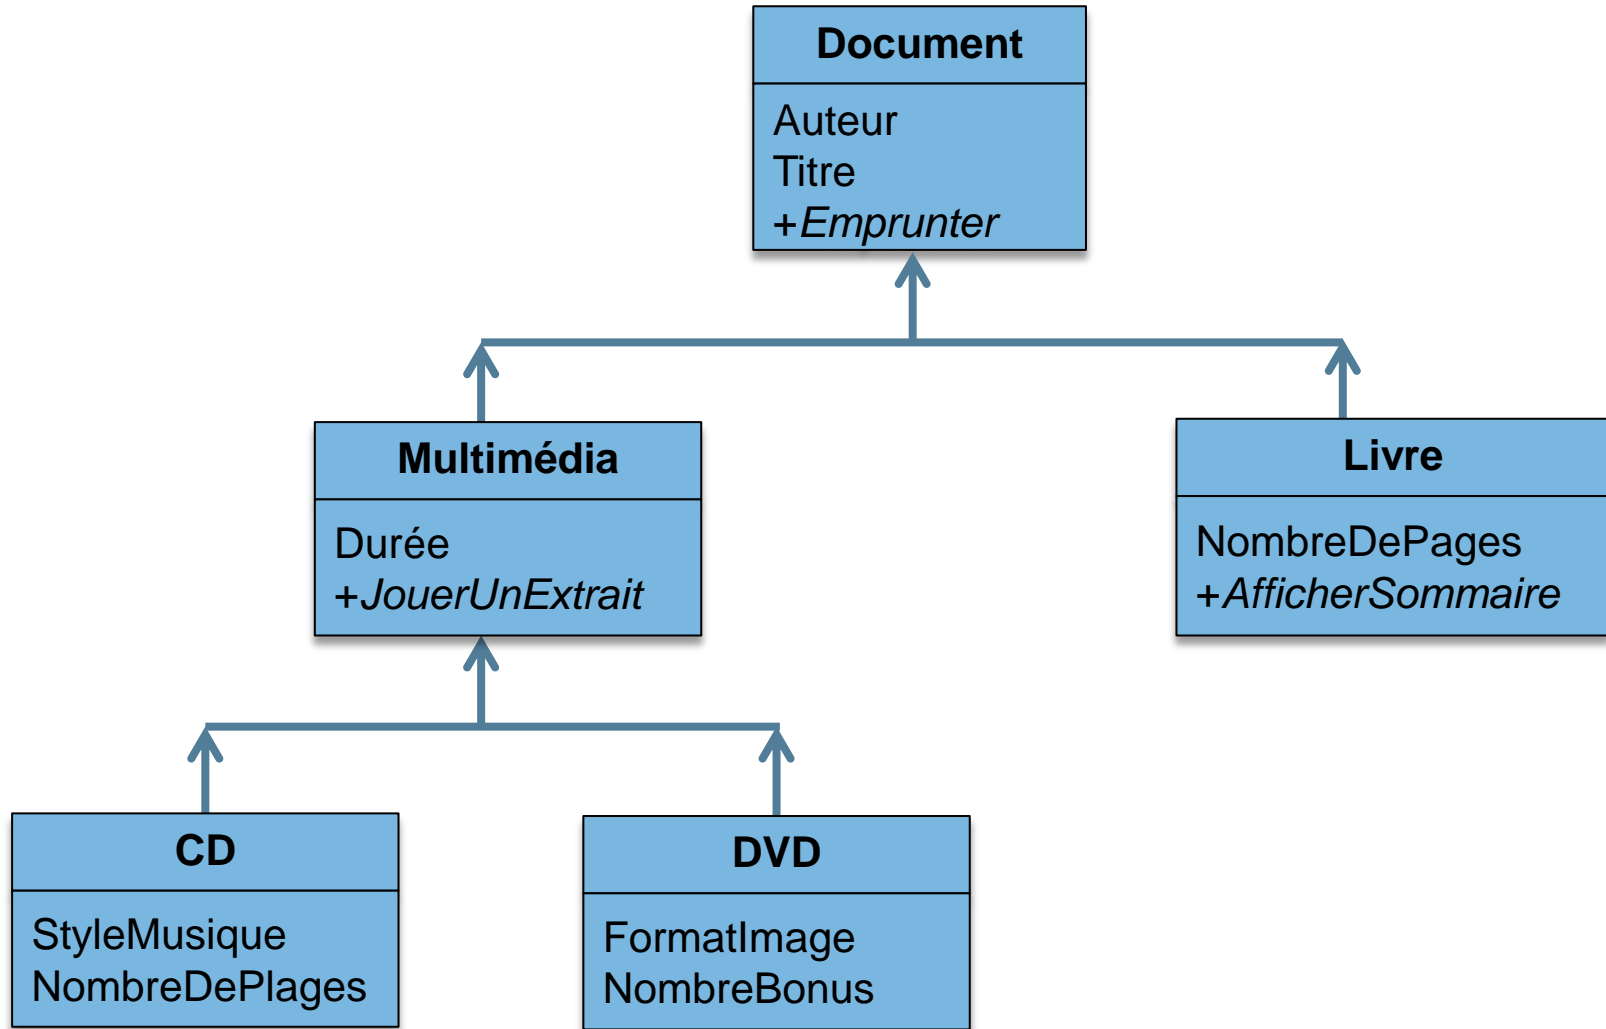 Document
Auteur
Titre
+Emprunter
Multimédia
Durée
+JouerUnExtrait
Livre
NombreDePages
+AfficherSommaire
CD
StyleMusique
NombreDePlages
DVD
FormatImage
NombreBonus